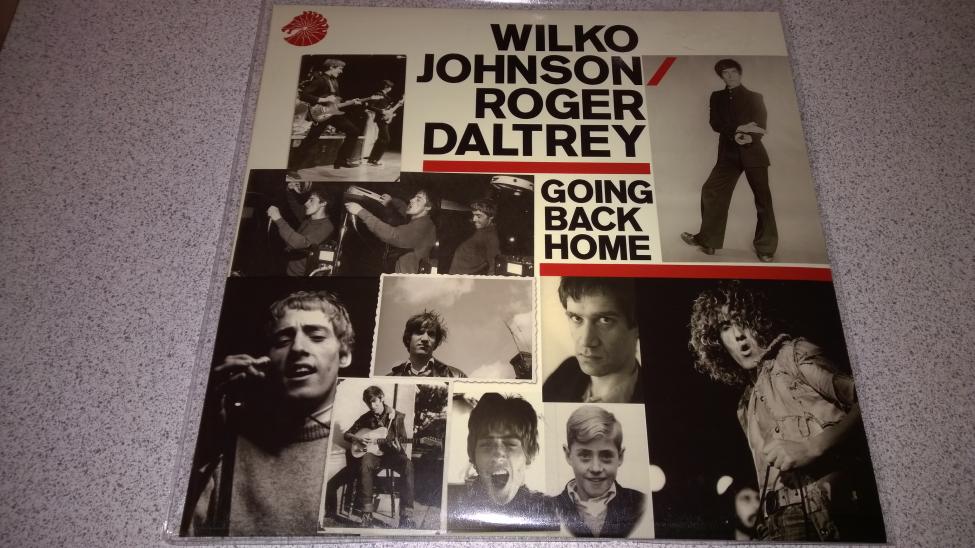 WILKO
JOHNSON/
ROGER
DALTREY
GOING
BACK
HOME